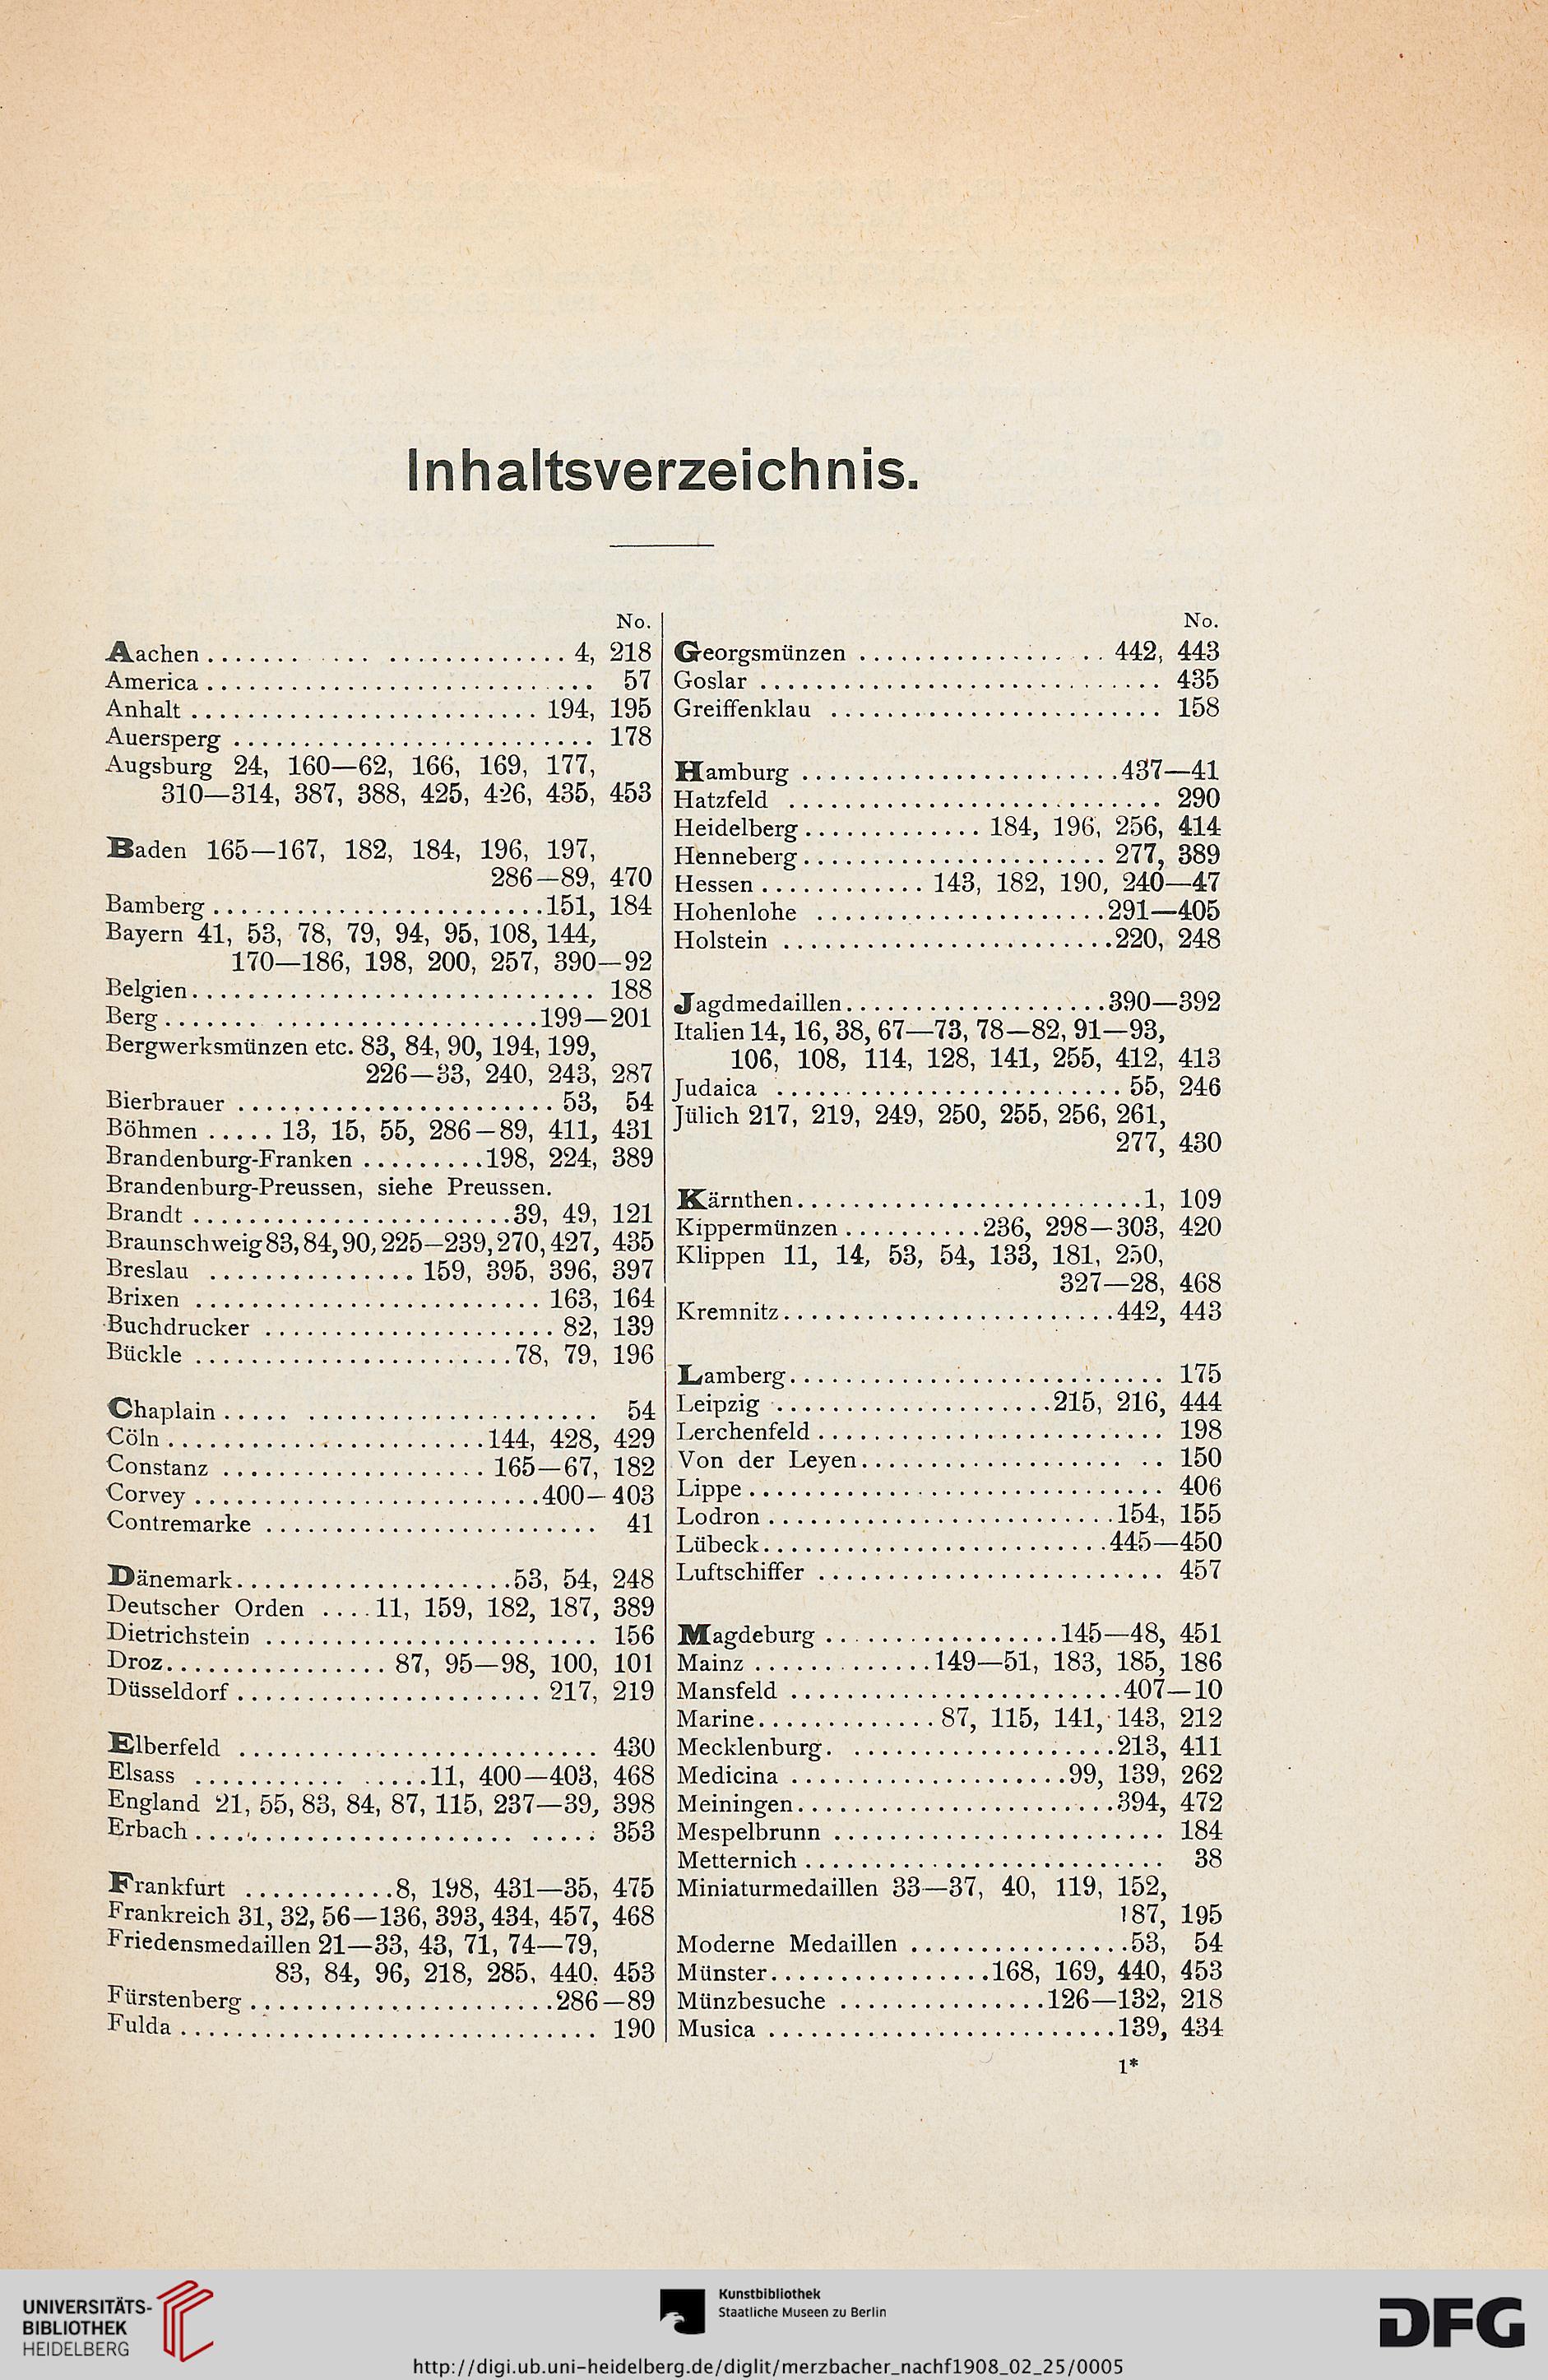 Inhaltsverzeichnis.
No.
Aachen ....... ... ... ............. 4, 218
America ............................ 57
Anhalt ......................... 194, 195
Auersperg .......................... 178
Augsburg 24, 160—62, 166, 169, 177,
310—314, 387, 388, 425, 426, 435, 453
Baden 165—167, 182, 184, 196, 197,
286—89, 470
Bamberg ........................151, 184
Bayern 41, 53, 78, 79, 94, 95, 108, 144,
170—186, 198, 200, 257, 390—92
Belgien............................. 188
Berg....... ...................199—201
Bergwerksmünzen etc. 83, 84, 90, 194, 199,
226—33, 240, 243, 287
Bierbrauer ....................... 53, 54
Böhmen ..... 13, 15, 55, 286—89, 411, 431
Brandenburg-Franken .........198, 224, 389
Brandenburg-Preussen, siehe Preussen.
Brandt .......................39, 49, 121
Braunschweig 83, 84, 90, 225—239, 270, 427, 435
Breslau ............... 159, 395, 396, 397
Brixen ......................... 163, 164
Buchdrucker ..................... 82, 139
Bückle .......................78, 79, 196
Chaplain ..... ..................... 54
Cöln .......................144, 428, 429
Constanz ................... 165—67, 182
Corvey .........................400—403
Contremarke ........................ 41
Dänemark....................53, 54, 248
Deutscher Orden ....11, 159, 182, 187, 389
Dietrichstein ........................ 156
Droz................ 87, 95—98, 100, 101
Düsseldorf ...................... 217, 219
Elberfeld .......................... 430
Elsass ........... .....11, 400—403, 468
England 21, 55, 83, 84, 87, 115, 237—39, 398
Erbach ....................... ..... 353
Frankfurt ...........8, 198, 431—35, 475
Frankreich 31, 32, 56—136, 393, 434, 457, 468
Friedensmedaillen 21—33, 43, 71, 74—79,
83, 84, 96, 218, 285, 440. 453
Fürstenberg ......................286—89
Fulda .............................. 190
No.
Georgsmünzen .................. 442, 443
Goslar ............................. 435
Greiffenklau ........................ 158
Hamburg .......................437—41
Hatzfeld ........................... 290
Heidelberg ............. 184, 196, 256, 414
Henneberg...................... 277, 389
Hessen ............ 143, 182, 190, 240—47
Hohenlohe .....................291—405
Holstein ........................220, 248
Jagdmedaillen...................390—392
Italien 14, 16, 38, 67—73, 78—82, 91—93,
106, 108, 114, 128, 141, 255, 412, 413
Judaica ......................... 55, 246
Jülich 217, 219, 249, 250, 255, 256, 261,
277, 430
Kärnthen.........................1, 109
Kippermünzen ..........236, 298—303, 420
Klippen 11, 14, 53, 54, 133, 181, 250,
327—28, 468
Kremnitz........................442, 443
Lamberg........................... 175
Leipzig ....................215, 216, 444
Lerchenfeld ......................... 198
Von der Leyen................... .. 150
Lippe .............................. 406
Lodron .........................154, 155
Lübeck.........................445—450
Luftschiffer ......................... 457
Magdeburg .................145—48, 451
Mainz .............149—51, 183, 185, 186
Mansfeld ........................407—10
Marine............. 87, 115, 141, 143, 212
Mecklenburg. ...................213, 411
Medicina ....................99, 139, 262
Meiningen.......................394, 472
Mespelbrunn ........................ 184
Metternich .......................... 38
Miniaturmedaillen 33—37, 40, 119, 152,
187, 195
Moderne Medaillen ................53, 54
Münster................168, 169, 440, 453
Münzbesuche ...............126—132, 218
Musica .........................139, 434
1*
UNIVERSITÄTS-
BIBLIOTHEK
HEIDELBERG
Kunstbibliothek
Staatliche Museen zu Berlin
DFG
http://digi.ub.uni-heidelberg.de/diglit/merzbacher_nachf1908_02_25/0005